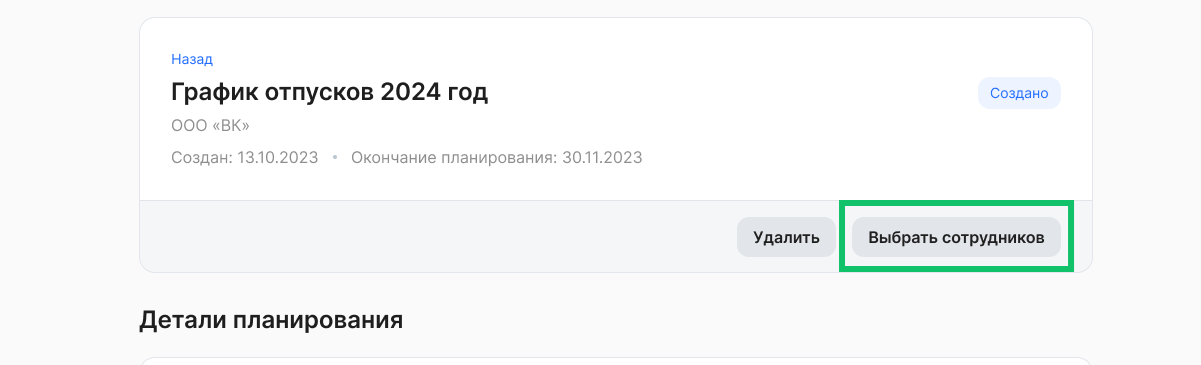 Назад
График отпусков 2024 год
Создано
ООО «ВК»
Создан: 13.10.2023 • Окончание планирования: 30.11.2023
Удалить
Выбрать сотрудников
Детали планирования